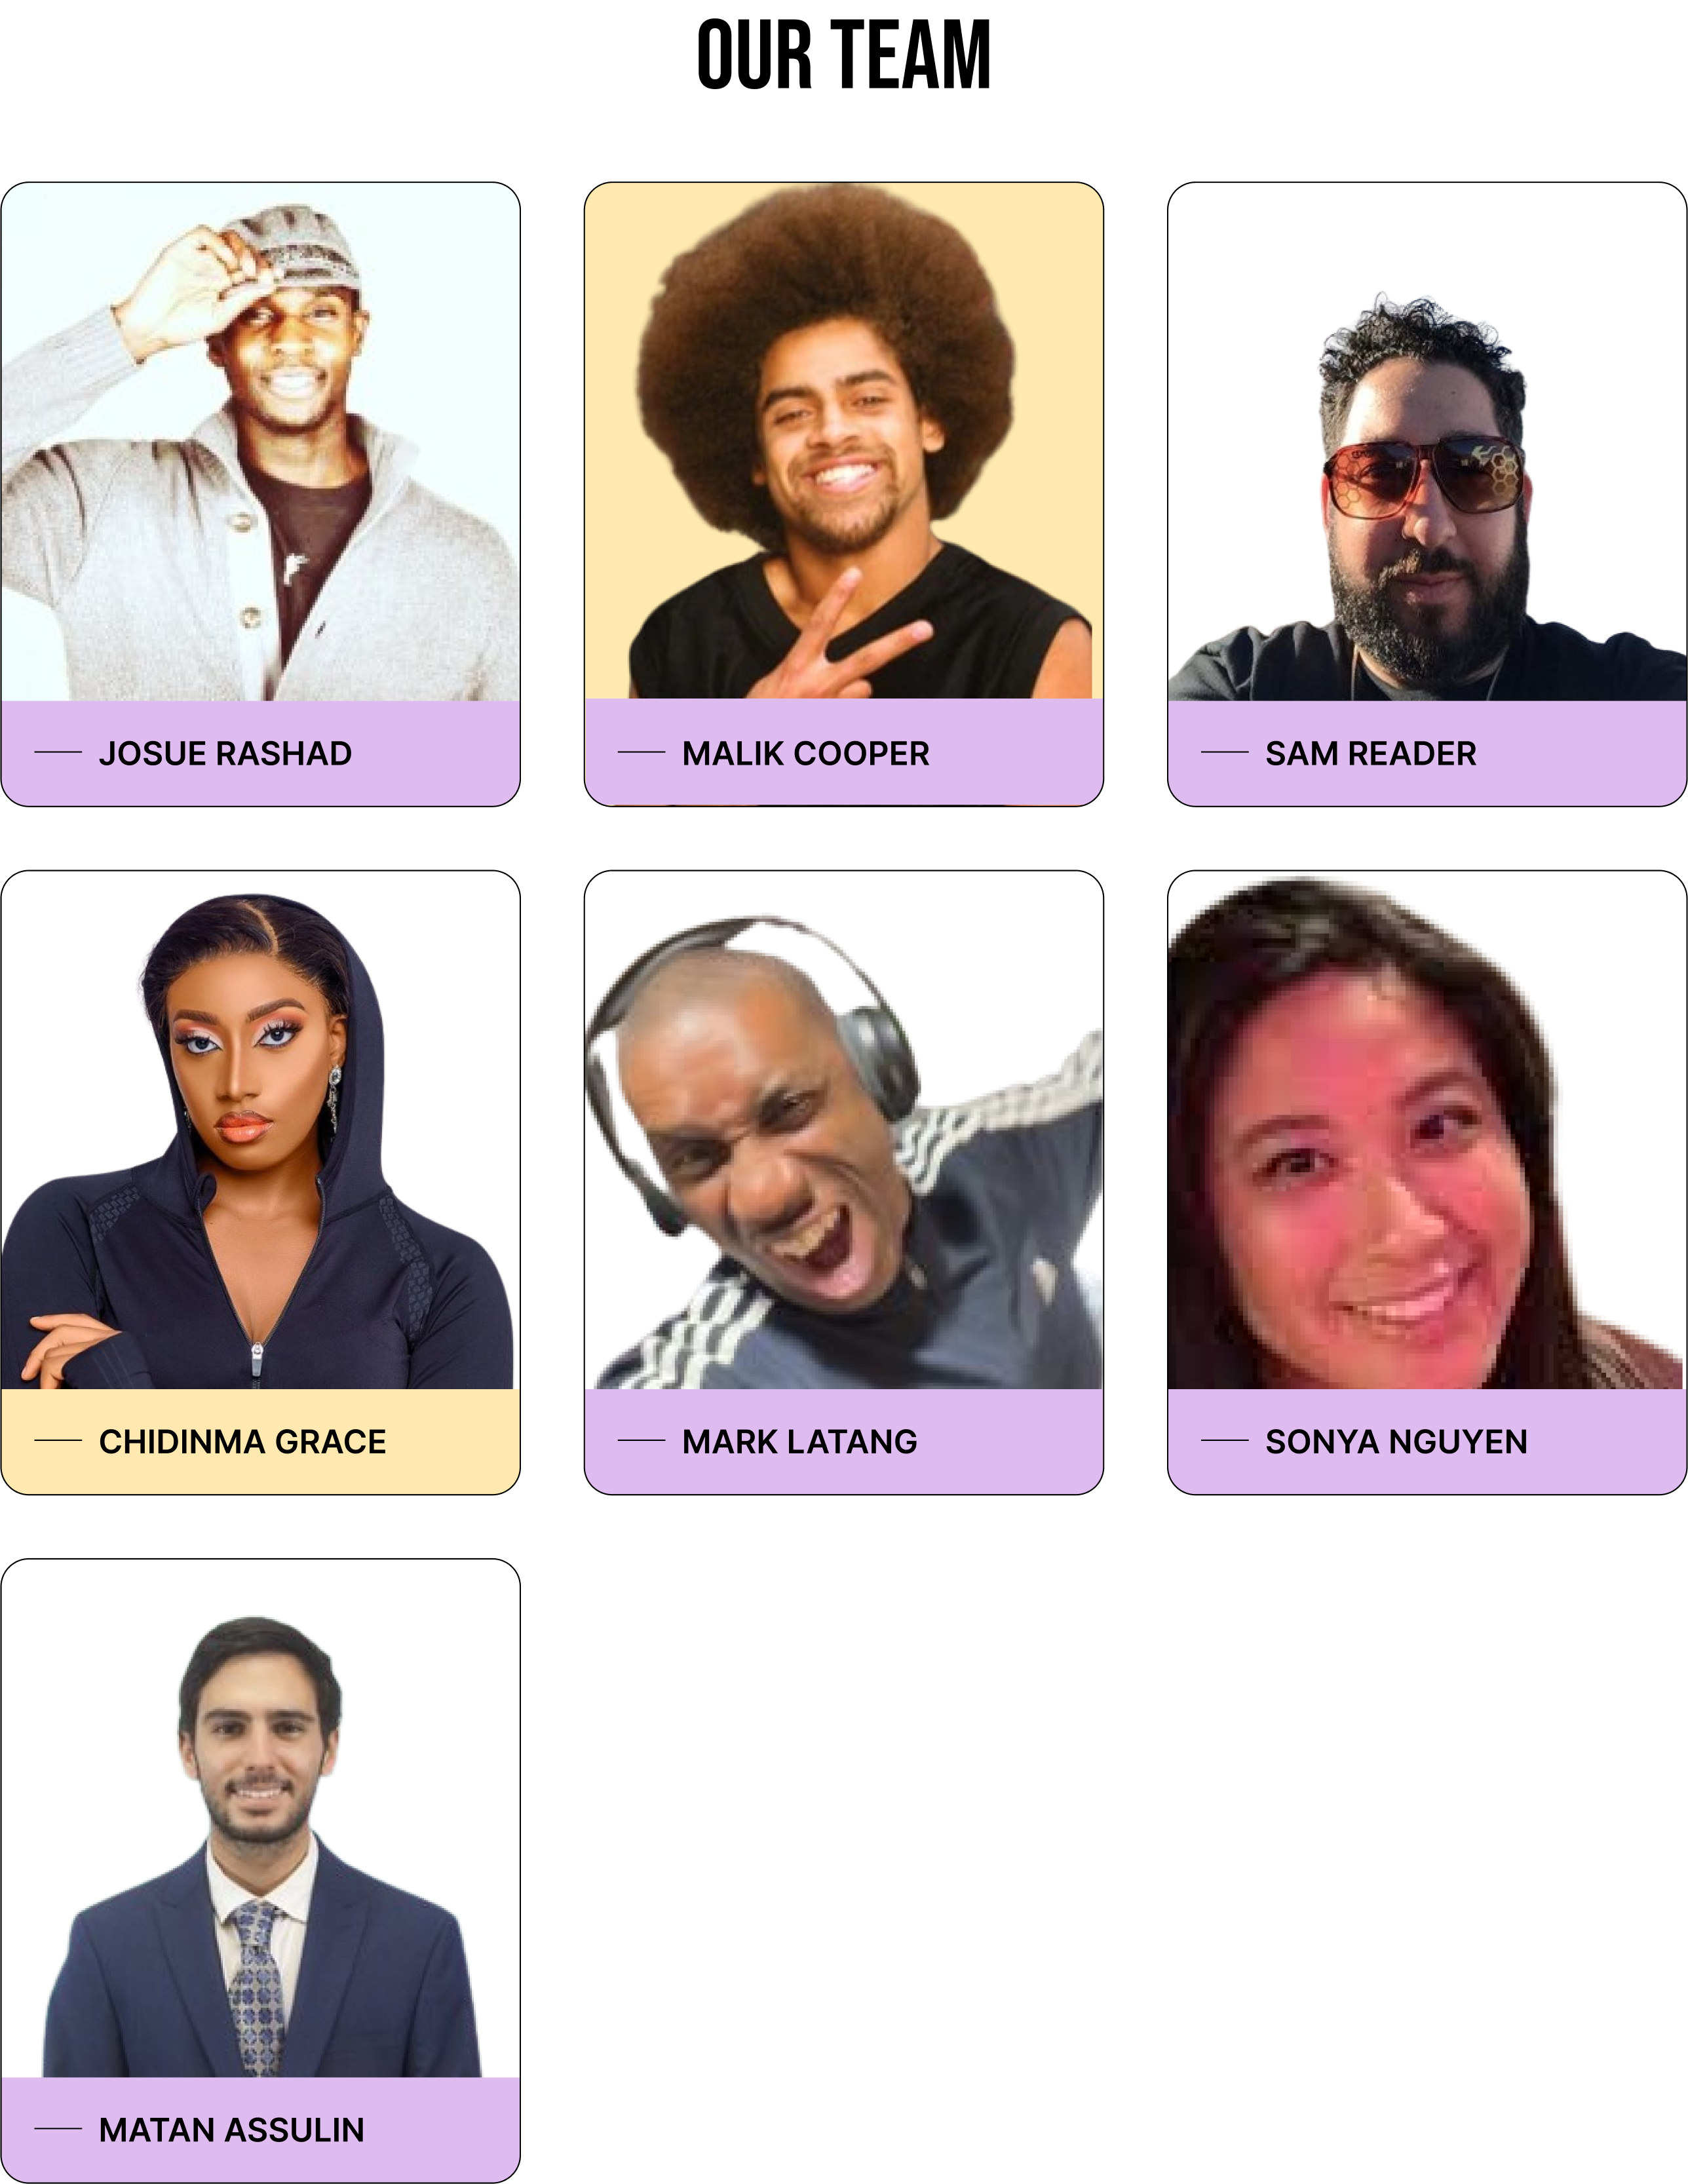 OUR TEAM
JOSUE RASHAD
MALIK COOPER
SAM READER
CHIDINMA GRACE
MARK LATANG
SONYA NGUYEN
MATAN ASSULIN